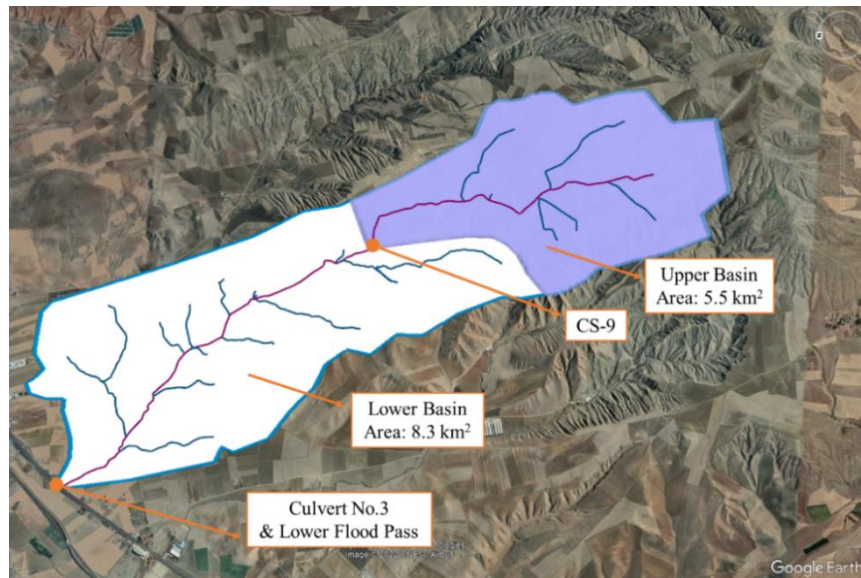 Upper Basin
Area: 5.5 km²
CS-9
Lower Basin
Area: 8.3 km²
Culvert No.3
& Lower Flood Pass
Google Earth